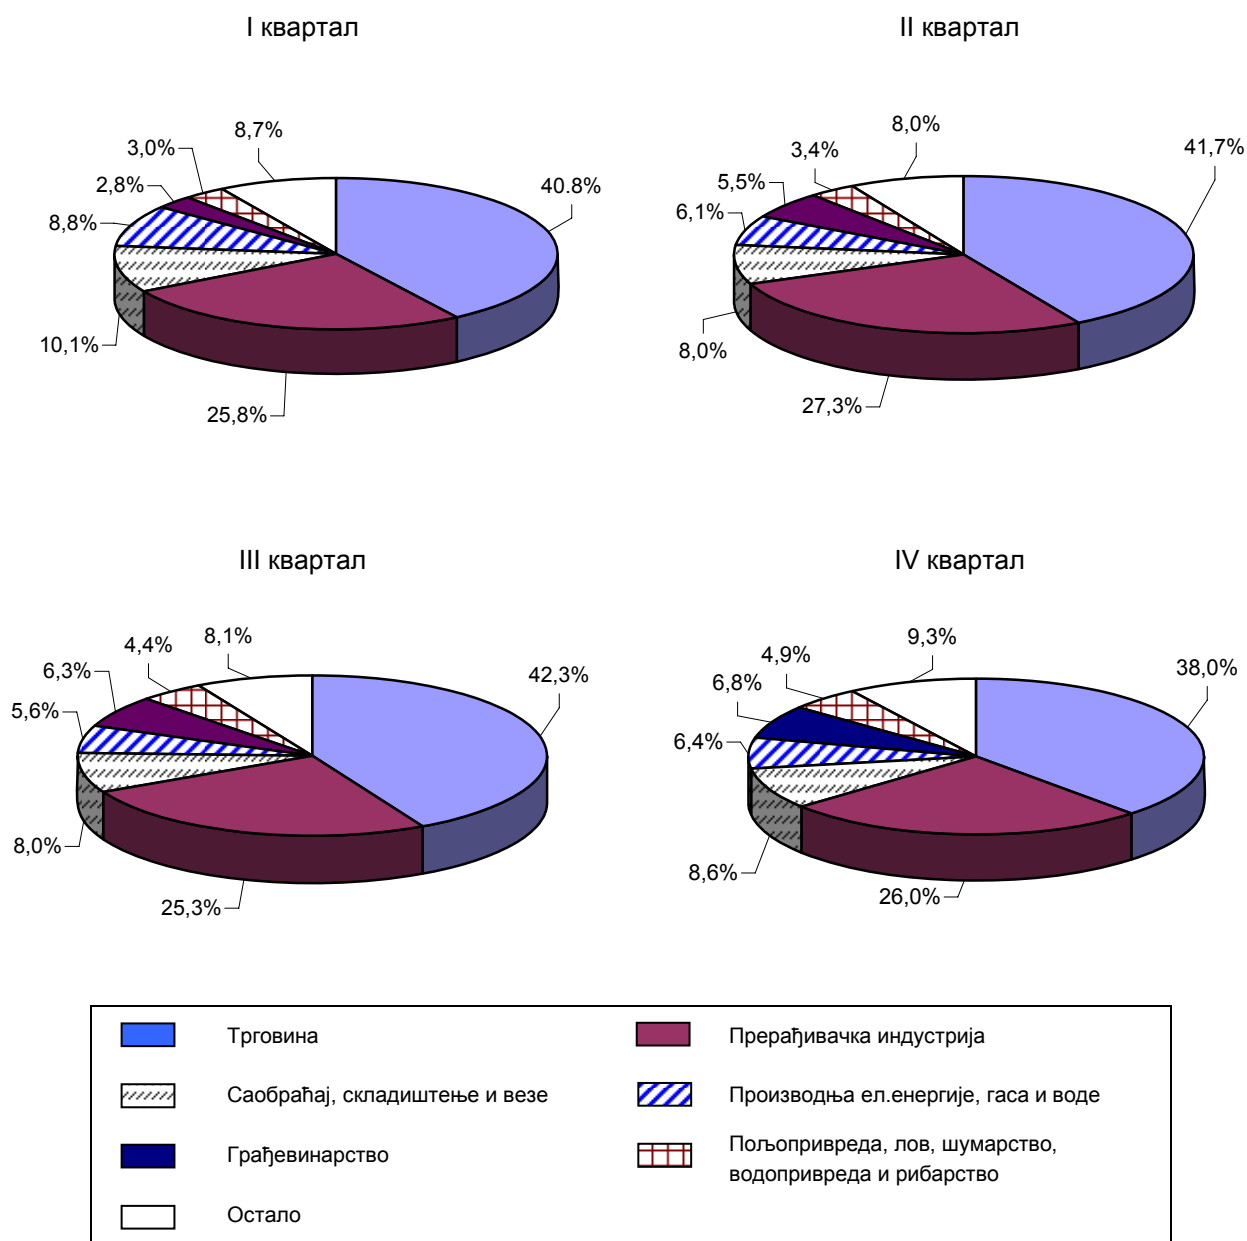 I квартал
II квартал
8,7%
3,0%
2,8%
8,8%
10,1%
25,8%
40.8%
8,0%
3,4%
5,5%
6,1%
8,0%
27,3%
41,7%
III квартал
IV квартал
8,1%
4,4%
6,3%
5,6%
8,0%
25,3%
42,3%
9,3%
4,9%
6,8%
6,4%
8,6%
26,0%
38,0%
Трговина
Прерађивачка индустрија
Саобраћај, складиштење и везе
Производња ел.енергије, гаса и воде
Грађевинарство
Пољопривреда, лов, шумарство,
водопривреда и рибарство
Остало